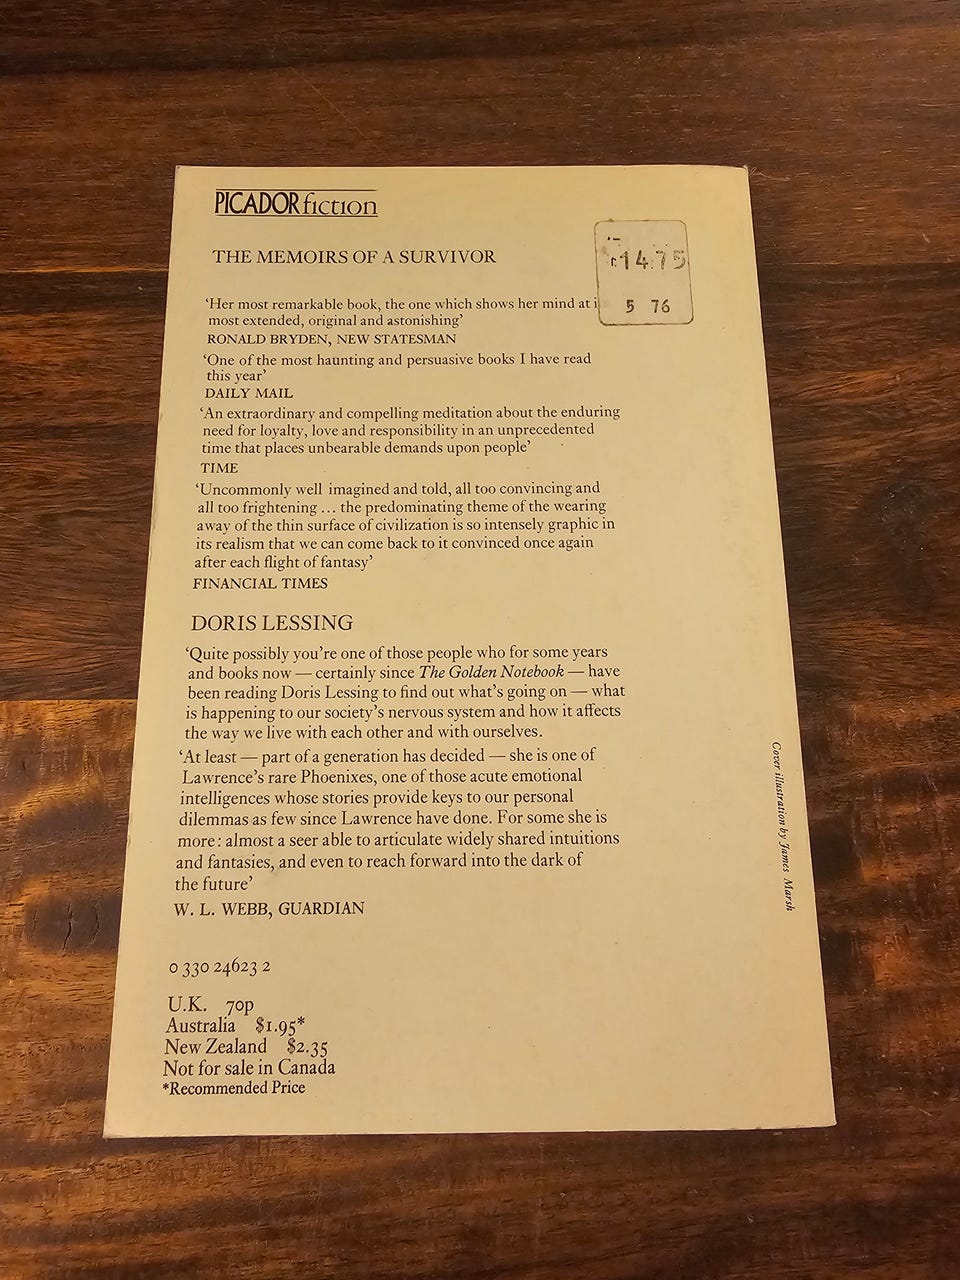 PICADOR fiction
THE MEMOIRS OF A SURVIVOR
14.75
5 76
‘Her most remarkable book, the one which shows her mind at
most extended, original and astonishing’
RONALD BRYDEN, NEW STATESMAN
‘One of the most haunting and persuasive books I have read
this year’
DAILY MAIL
‘An extraordinary and compelling meditation about the enduring
need for loyalty, love and responsibility in an unprecedented
time that places unbearable demands upon people’
TIME
‘Uncommonly well imagined and told, all too convincing and
all too frightening ... the predominating theme of the wearing
away of the thin surface of civilization is so intensely graphic in
its realism that we can come back to it convinced once again
after each flight of fantasy’
FINANCIAL TIMES
DORIS LESSING
‘Quite possibly you’re one of those people who for some years
and books now — certainly since The Golden Notebook — have
been reading Doris Lessing to find out what’s going on — what
is happening to our society’s nervous system and how it affects
the way we live with each other and with ourselves.
‘At least — part of a generation has decided — she is one of
Lawrence’s rare Phoenixes, one of those acute emotional
intelligences whose stories provide keys to our personal
dilemmas as few since Lawrence have done. For some she is
more: almost a seer able to articulate widely shared intuitions
and fantasies, and even to reach forward into the dark of
the future’
W. L. WEBB, GUARDIAN
Cover illustration by James Marsh
0 330 24623 2
U.K. 70p
Australia $1.95*
New Zealand $2.35
Not for sale in Canada
*Recommended Price